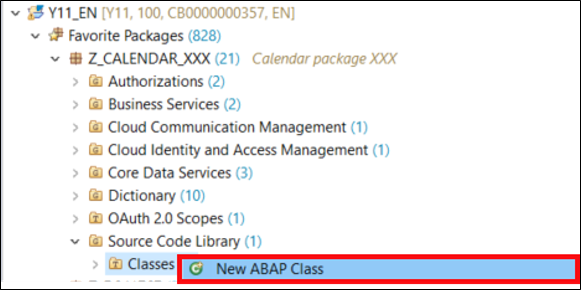 Y11_EN [Y11, 100, CB0000000357, EN]
Favorite Packages (828)
Z_CALENDAR_XXX (21) Calendar package XXX
Authorizations (2)
Business Services (2)
Cloud Communication Management (1)
Cloud Identity and Access Management (1)
Core Data Services (3)
Dictionary (10)
OAuth 2.0 Scopes (1)
Source Code Library (1)
Classes New ABAP Class